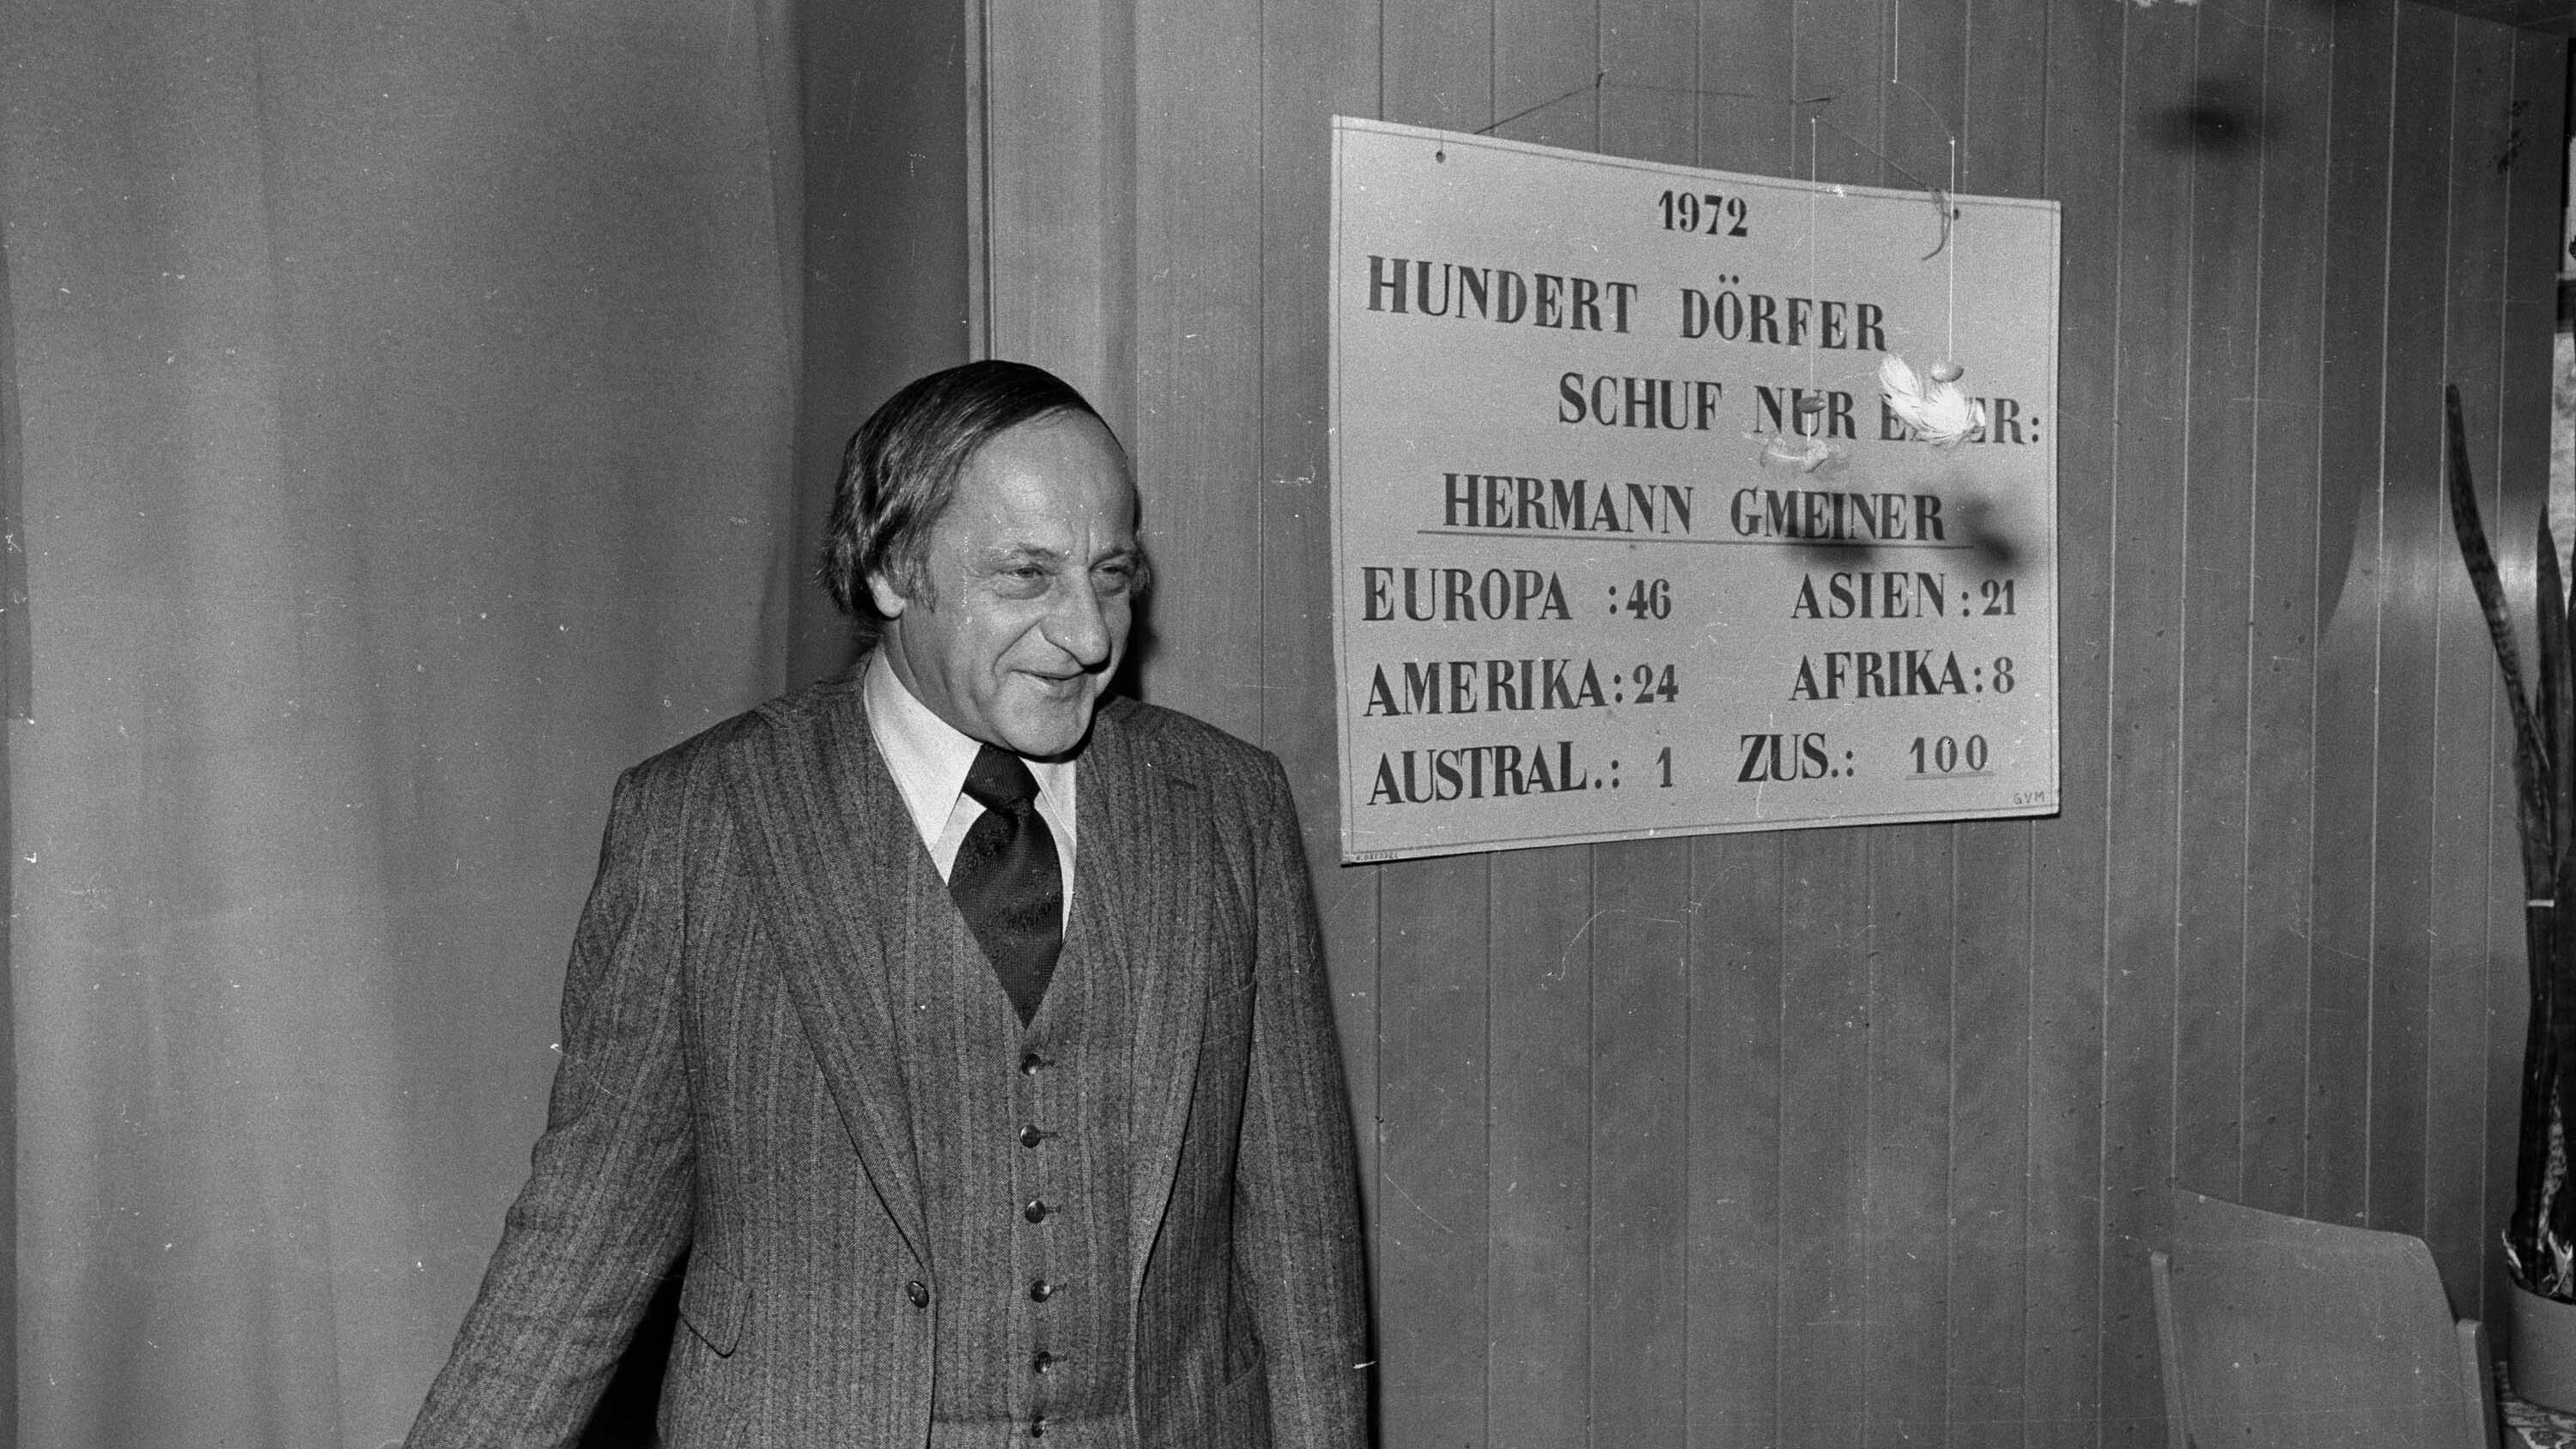 1972
HUNDERT DÖRFER
SCHUF NUR
HERMANN GMEINER
EUROPA : 46 ASIEN : 21
AMERIKA : 24 AFRIKA : 8
AUSTRAL. : 1 ZUS. : 100
GVM